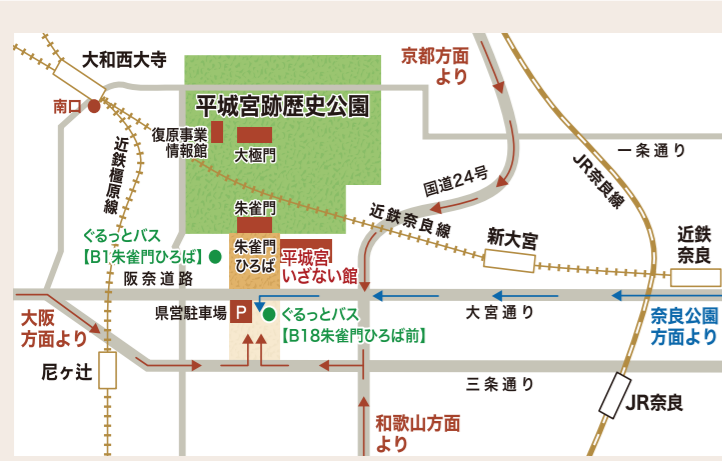 大和西大寺
京都方面
より
南口
平城宮跡歴史公園
復原事業
情報館
大極門
一条通り
近鉄橿原線
国道24号
JR奈良線
朱雀門
近鉄奈良線
新大宮
近鉄
奈良
ぐるっとバス
【B1朱雀門ひろば】
朱雀門
ひろば
平城宮
いざない館
阪奈道路
大阪
方面より
県営駐車場
P
ぐるっとバス
【B18朱雀門ひろば前】
大宮通り
奈良公園
方面より
尼ヶ辻
三条通り
JR奈良
和歌山方面
より